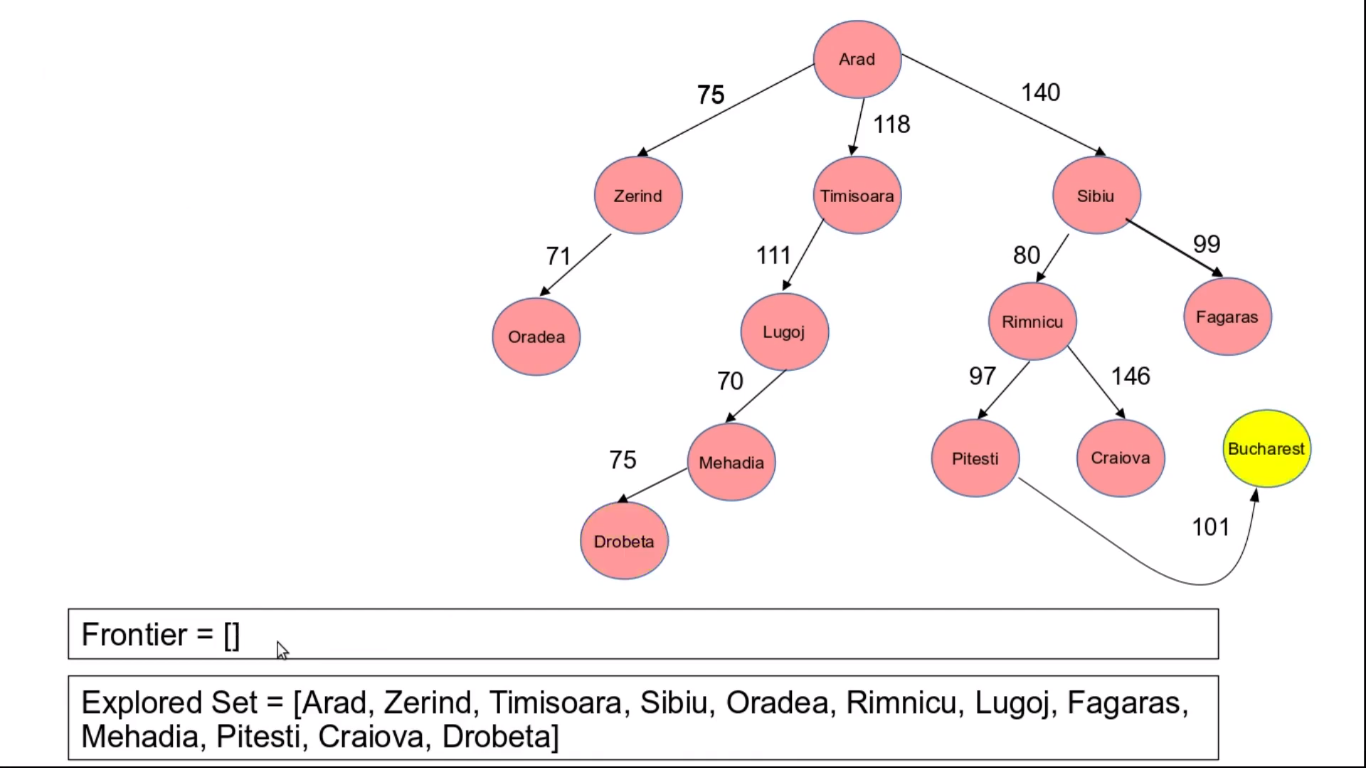 Arad
75
140
118
Zerind
Timisoara
Sibiu
71
111
80
99
Oradea
Lugoj
Rimnicu
Fagaras
70
97
146
75
Mehadia
Pitesti
Craiova
Bucharest
Drobeta
101
Frontier = []
Explored Set = [Arad, Zerind, Timisoara, Sibiu, Oradea, Rimnicu, Lugoj, Fagaras,
Mehadia, Pitesti, Craiova, Drobeta]